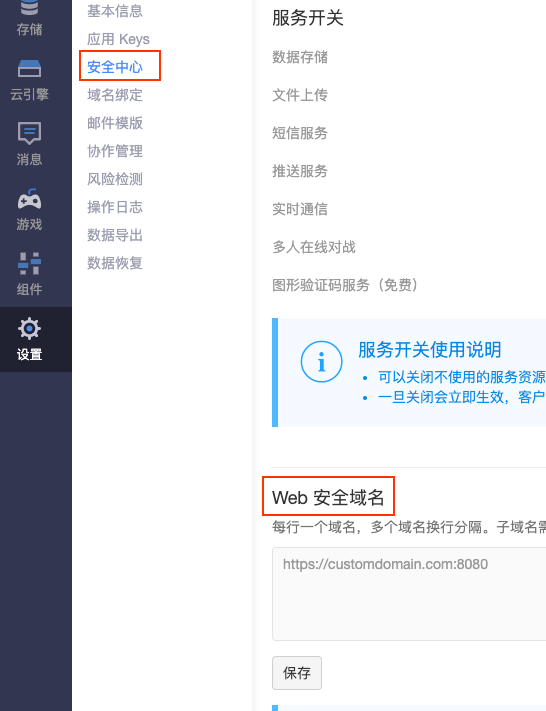 存储
云引擎
消息
游戏
组件
设置
基本信息
应用 Keys
安全中心
域名绑定
邮件模版
协作管理
风险检测
操作日志
数据导出
数据恢复
服务开关
数据存储
文件上传
短信服务
推送服务
实时通信
多人在线对战
图形验证码服务（免费）
服务开关使用说明
• 可以关闭不使用的服务资源
• 一旦关闭会立即生效，客户
Web 安全域名
每行一个域名，多个域名换行分隔。子域名需
https://customdomain.com:8080
保存